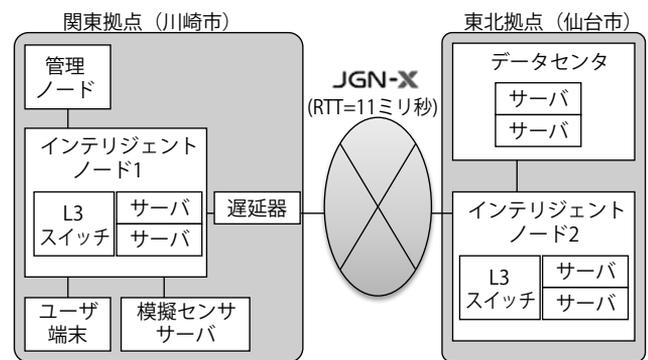 関東拠点（川崎市）
管理
ノード
インテリジェント
ノード1
L3
スイッチ
サーバ
サーバ
遅延器
ユーザ
端末
模擬センサ
サーバ
JGN-X
(RTT=11ミリ秒)
東北拠点（仙台市）
データセンタ
サーバ
サーバ
インテリジェント
ノード2
L3
スイッチ
サーバ
サーバ